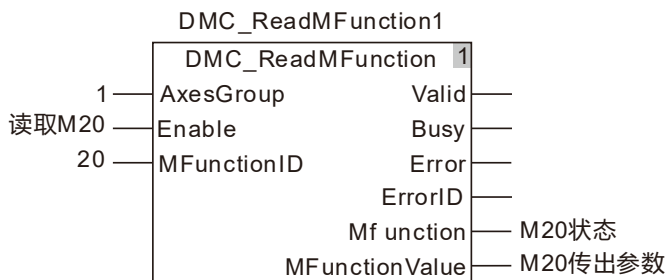 DMC_ReadMFunction1
DMC_ReadMFunction 1
1 AxesGroup Valid
读取M20 Enable Busy
20 MFunctionID Error
ErrorID
Mf unction M20状态
MFunctionValue M20传出参数